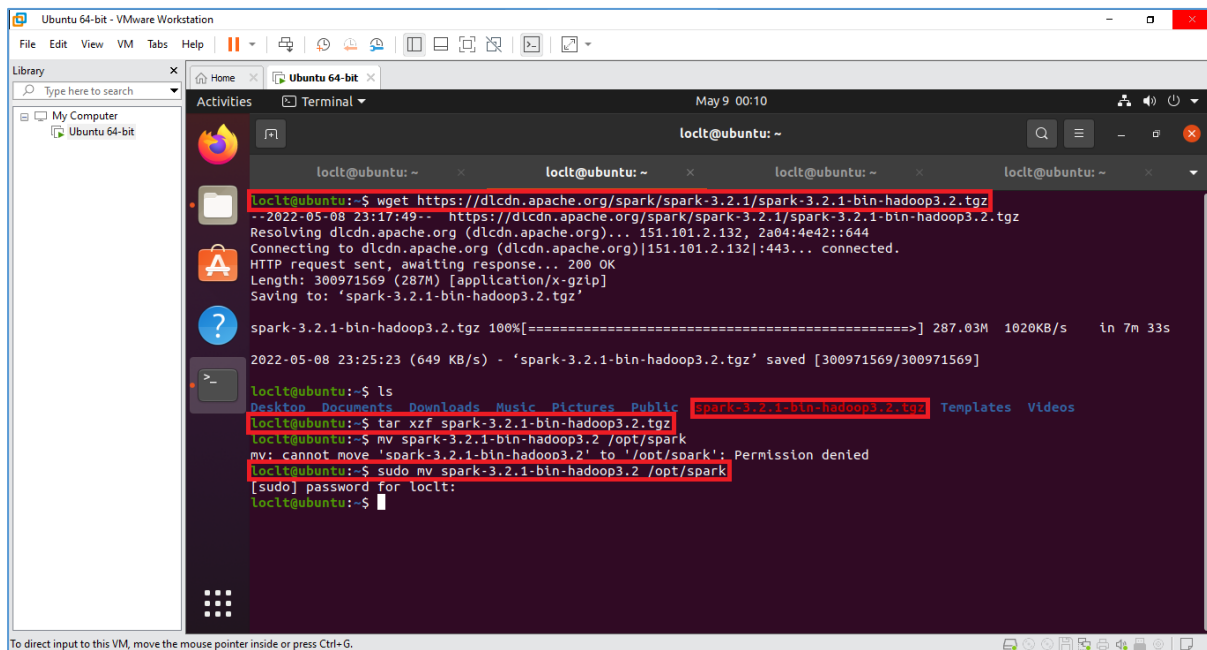 Ubuntu 64-bit - VMware Workstation
File Edit View VM Tabs Help
Library
Type here to search
My Computer
Ubuntu 64-bit
Home
Ubuntu 64-bit
Activities Terminal May 9 00:10
loclt@ubuntu: ~
loclt@ubuntu: ~ loclt@ubuntu: ~ loclt@ubuntu: ~ loclt@ubuntu: ~
loclt@ubuntu:~$ wget https://dlcdn.apache.org/spark/spark-3.2.1/spark-3.2.1-bin-hadoop3.2.tgz
--2022-05-08 23:17:49-- https://dlcdn.apache.org/spark/spark-3.2.1/spark-3.2.1-bin-hadoop3.2.tgz
Resolving dlcdn.apache.org (dlcdn.apache.org)... 151.101.2.132, 2a04:4e42::644
Connecting to dlcdn.apache.org (dlcdn.apache.org)|151.101.2.132|:443... connected.
HTTP request sent, awaiting response... 200 OK
Length: 300971569 (287M) [application/x-gzip]
Saving to: ‘spark-3.2.1-bin-hadoop3.2.tgz’
spark-3.2.1-bin-hadoop3.2.tgz 100%[================================================>] 287.03M 1020KB/s in 7m 33s
2022-05-08 23:25:23 (649 KB/s) - ‘spark-3.2.1-bin-hadoop3.2.tgz’ saved [300971569/300971569]
loclt@ubuntu:~$ ls
Desktop Documents Downloads Music Pictures Public spark-3.2.1-bin-hadoop3.2.tgz Templates Videos
loclt@ubuntu:~$ tar xzf spark-3.2.1-bin-hadoop3.2.tgz
loclt@ubuntu:~$ mv spark-3.2.1-bin-hadoop3.2 /opt/spark
mv: cannot move 'spark-3.2.1-bin-hadoop3.2' to '/opt/spark': Permission denied
loclt@ubuntu:~$ sudo mv spark-3.2.1-bin-hadoop3.2 /opt/spark
[sudo] password for loclt:
loclt@ubuntu:~$
To direct input to this VM, move the mouse pointer inside or press Ctrl+G.